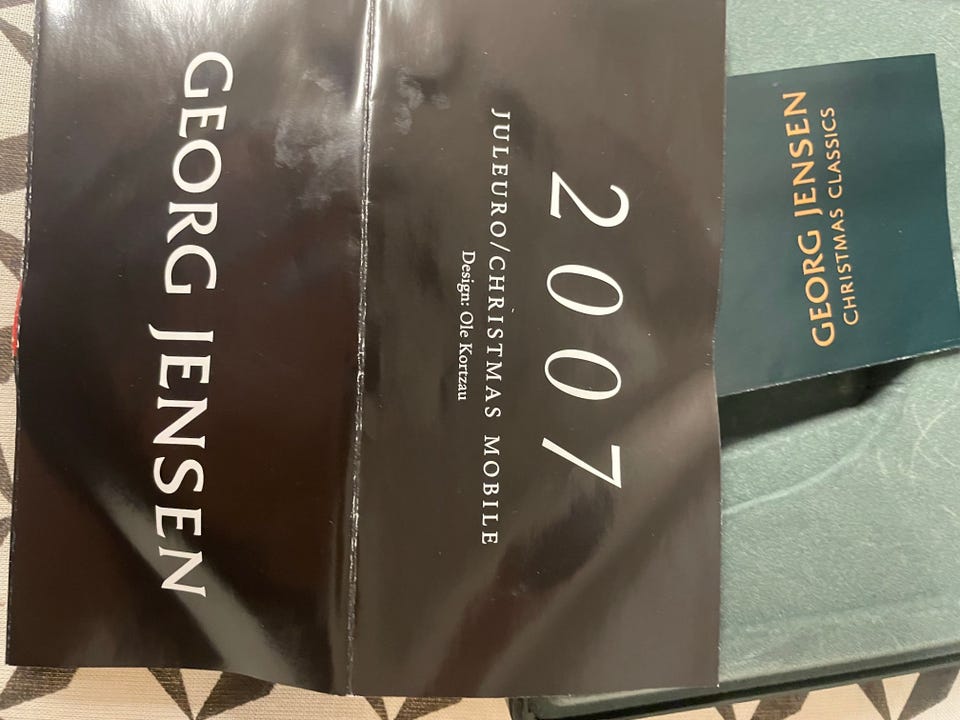 2007
JULEURO/CHRISTMAS MOBILE
Design: Ole Kortzau
GEORG JENSEN
GEORG JENSEN
CHRISTMAS CLASSICS